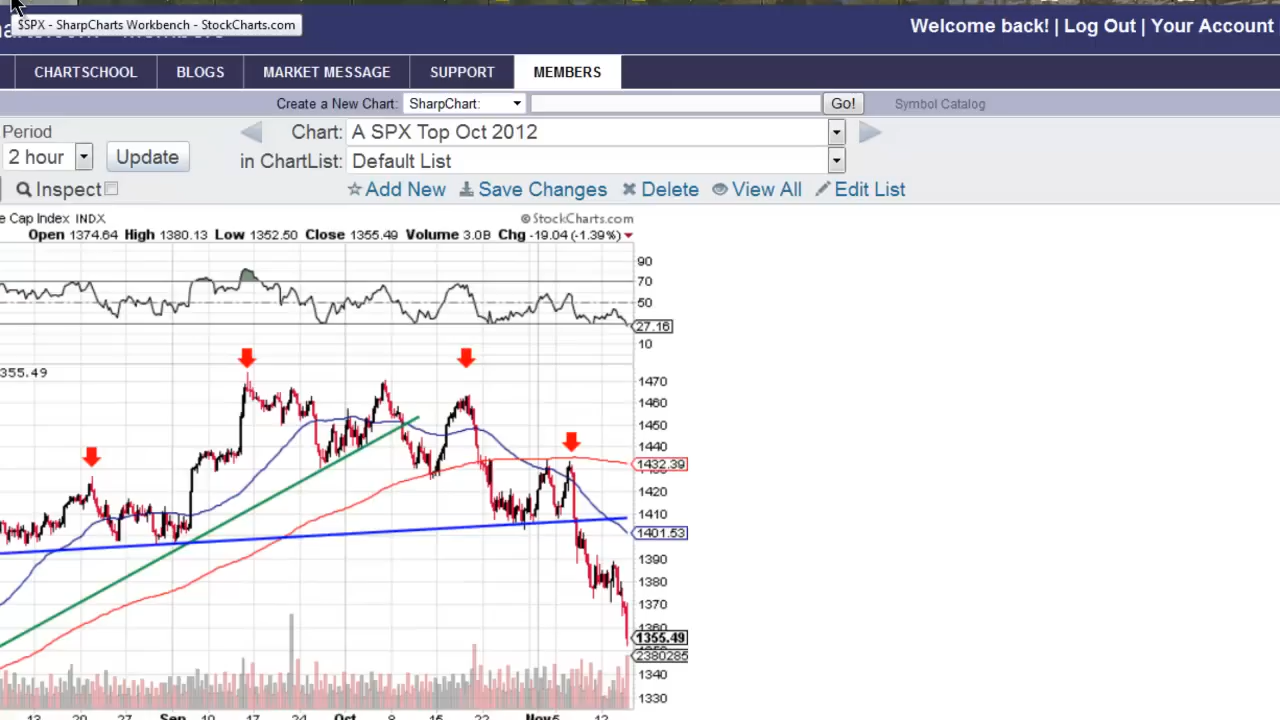 $SPX - SharpCharts Workbench - StockCharts.com
Welcome back! | Log Out | Your Account
CHARTSCHOOL BLOGS MARKET MESSAGE SUPPORT MEMBERS
Create a New Chart: SharpChart: Go! Symbol Catalog
Period
Chart: A SPX Top Oct 2012
2 hour Update
in ChartList: Default List
Inspect Add New Save Changes Delete View All Edit List
e Cap Index INDX ©StockCharts.com
Open 1374.64 High 1380.13 Low 1352.50 Close 1355.49 Volume 3.0B Chg -19.04 (-1.39%)
90
70
50
27.16
10
355.49
1470
1460
1450
1440
1432.39
1420
1410
1401.53
1390
1380
1370
1360
1355.49
2380285
1340
1330
13 20 27 Sep 10 17 24 Oct 8 15 22 Nov5 12